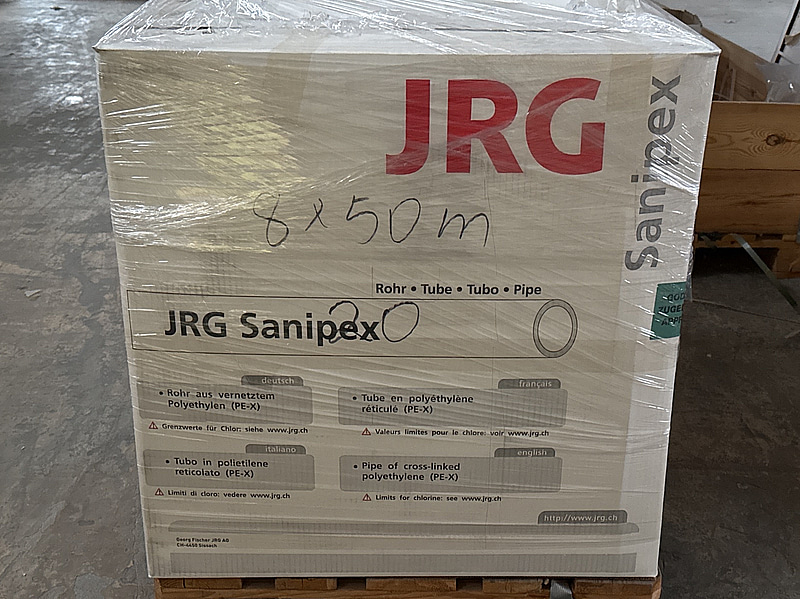 JRG
Sanipex
8 x 50 m
Rohr • Tube • Tubo • Pipe
JRG Sanipex
20
deutsch
• Rohr aus vernetztem
Polyethylen (PE-X)
Grenzwerte für Chlor: siehe www.jrg.ch
français
• Tube en polyéthylène
réticulé (PE-X)
Valeurs limites pour le chlore: voir www.jrg.ch
italiano
• Tubo in polietilene
reticolato (PE-X)
Limiti di cloro: vedere www.jrg.ch
english
• Pipe of cross-linked
polyethylene (PE-X)
Limits for chlorine: see www.jrg.ch
http://www.jrg.ch
Georg Fischer JRG AG
CH-4450 Sissach